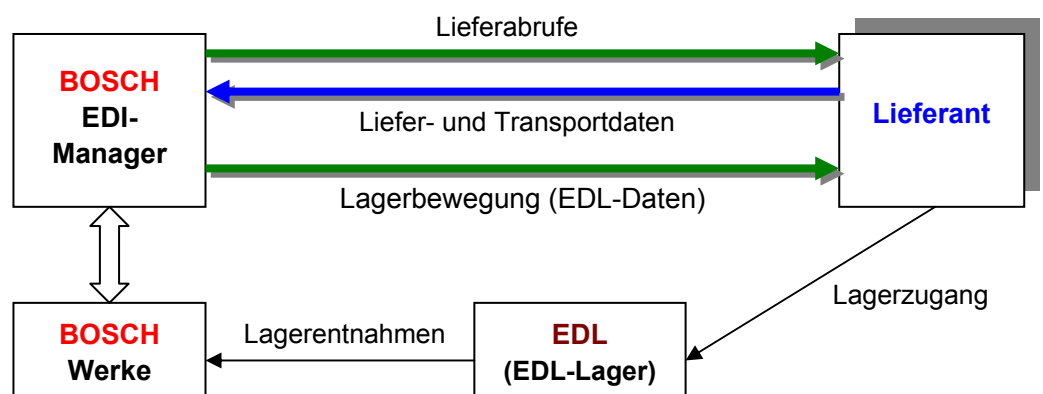 Lieferabrufe
BOSCH
EDI-
Manager
Lieferant
Liefer- und Transportdaten
Lagerbewegung (EDL-Daten)
Lagerzugang
BOSCH
Werke
Lagerentnahmen
EDL
(EDL-Lager)